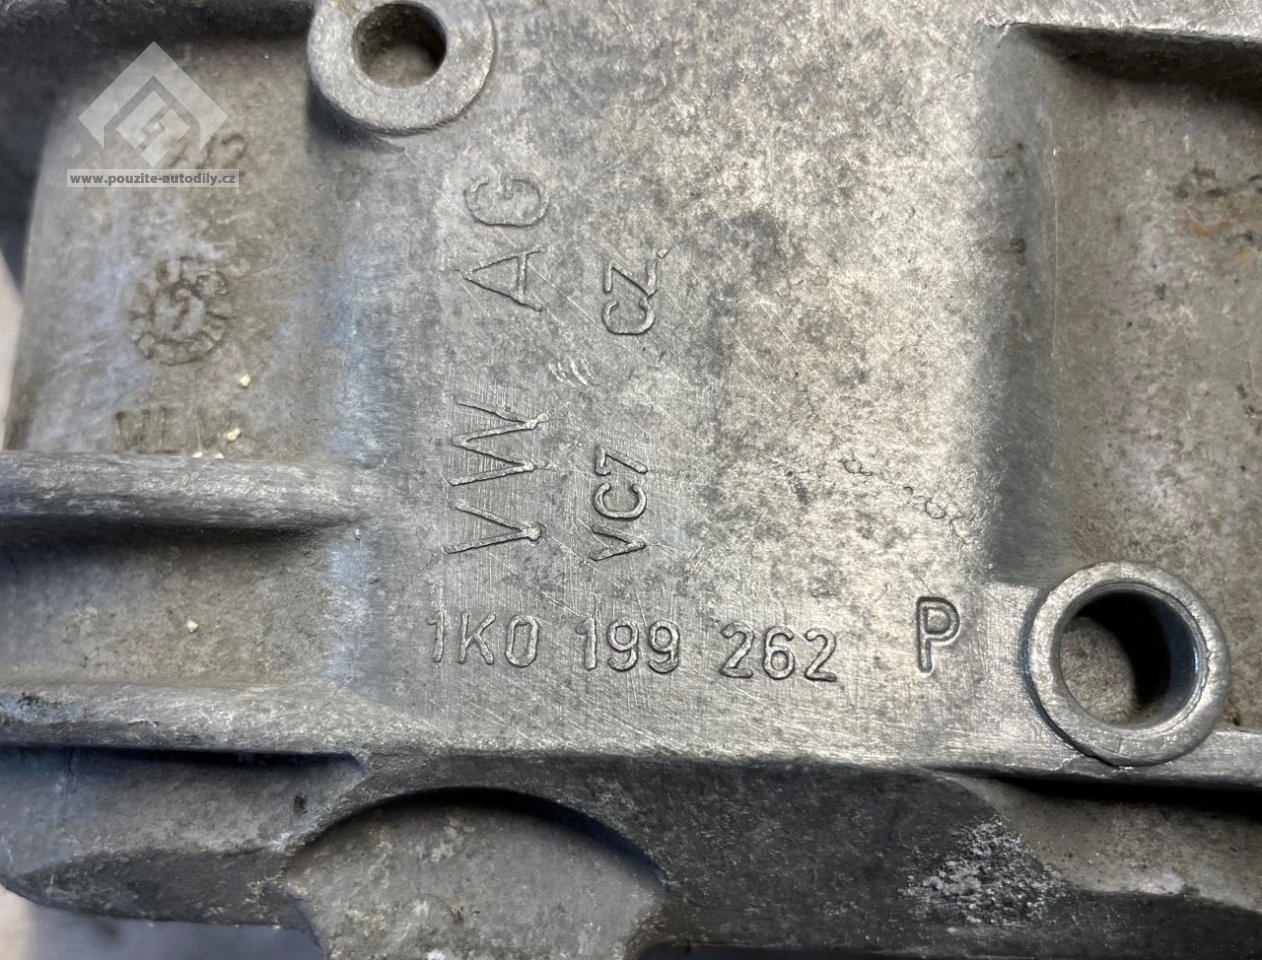 www.pouzite-autodily.cz
VW AG
VC7 CZ
1K0 199 262 P